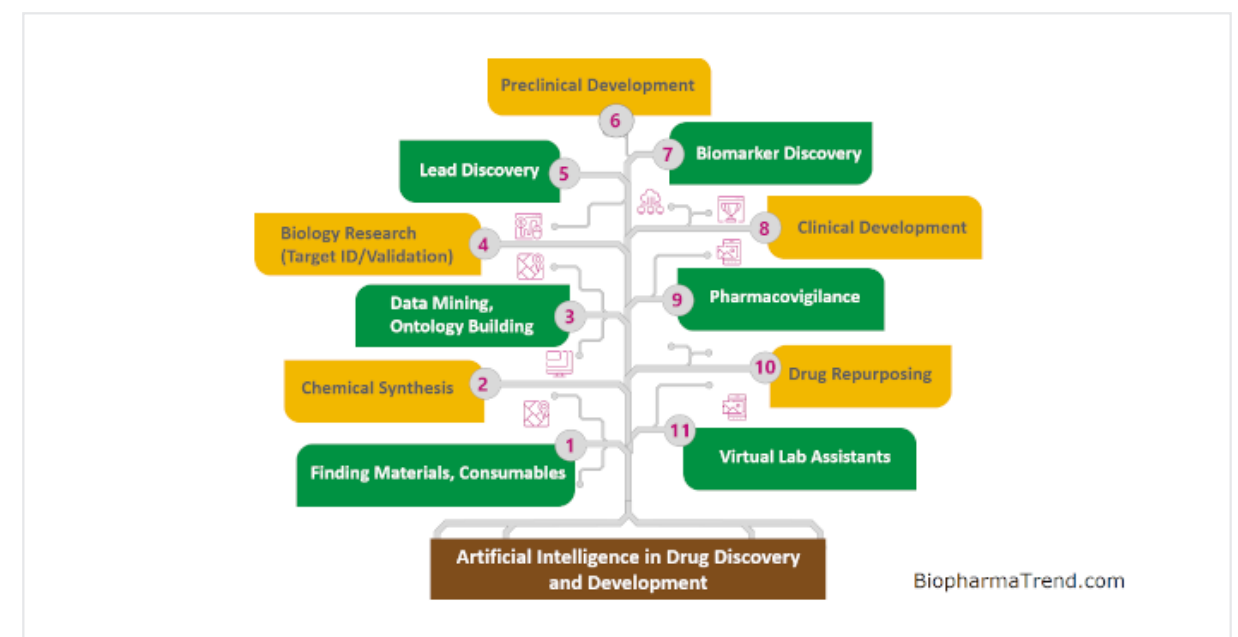 Preclinical Development
6
7
Biomarker Discovery
Lead Discovery
5
8
Clinical Development
Biology Research
(Target ID/Validation)
4
9
Pharmacovigilance
Data Mining,
Ontology Building
3
10
Drug Repurposing
Chemical Synthesis
2
11
Virtual Lab Assistants
1
Finding Materials, Consumables
Artificial Intelligence in Drug Discovery
and Development
BiopharmaTrend.com